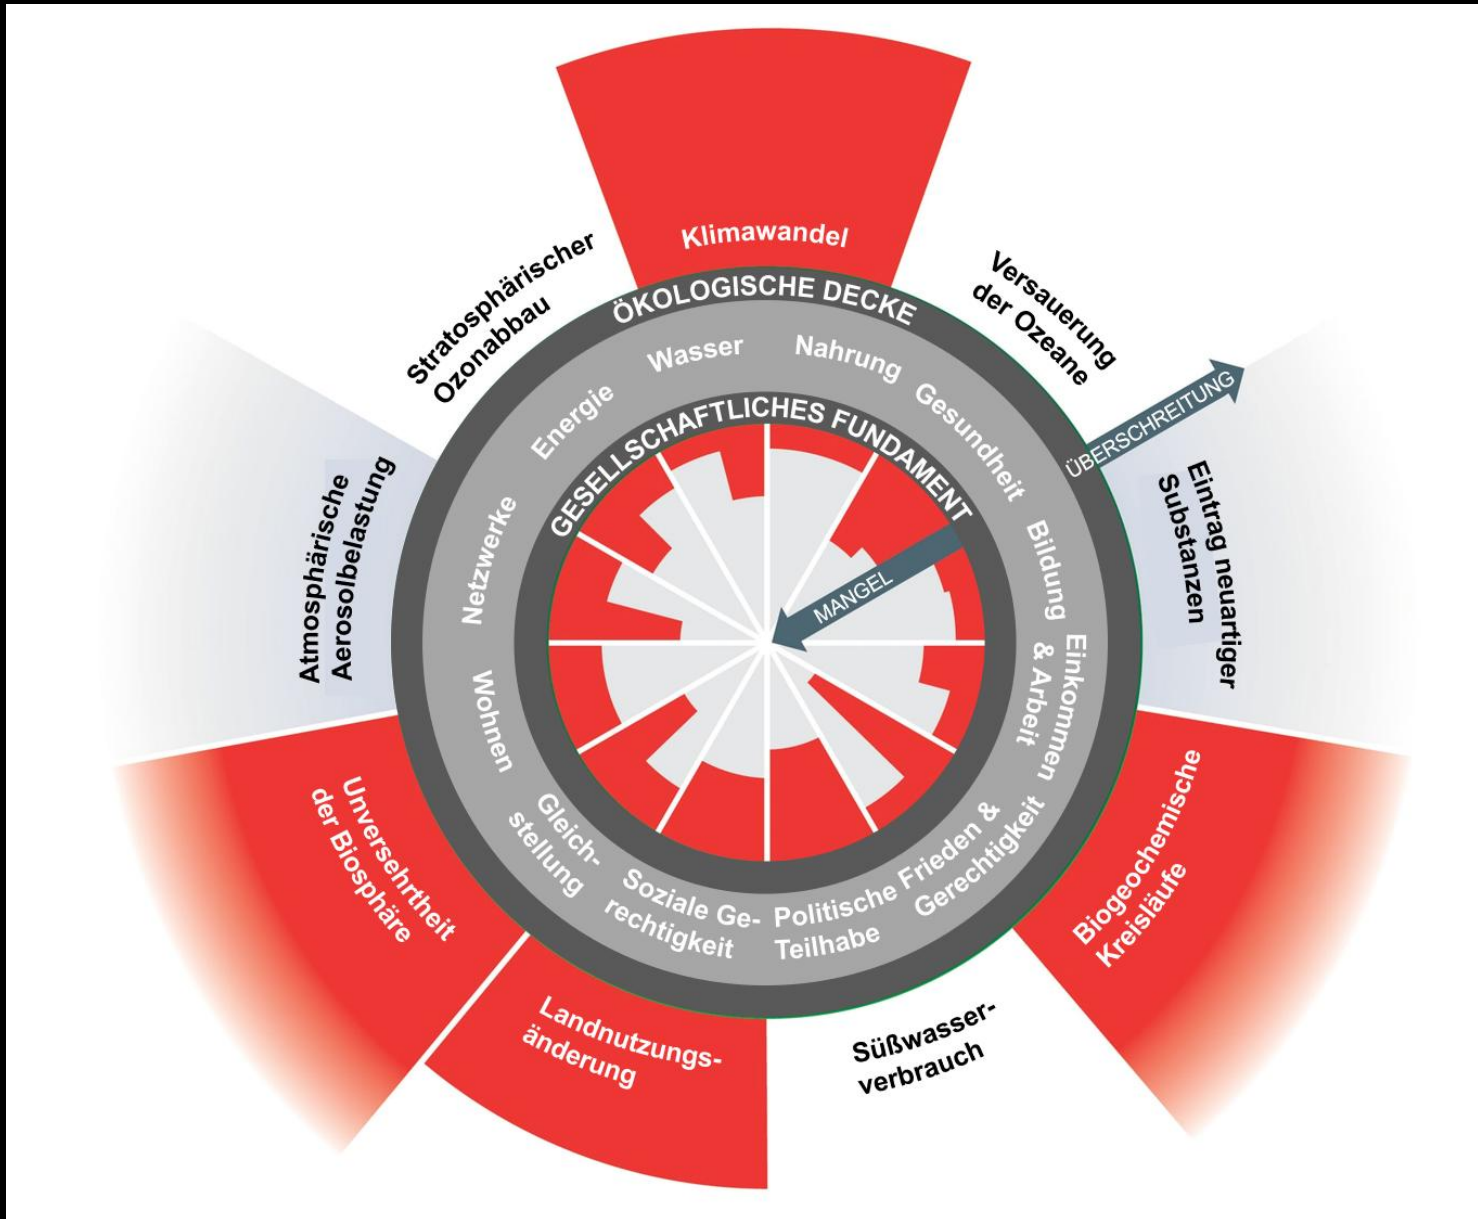 Klimawandel
Versauerung
der Ozeane
ÜBERSCHREITUNG
Eintrag neuartiger
Substanzen
Biogeochemische
Kreisläufe
Süßwasser-
verbrauch
Landnutzungs-
änderung
Unversehrtheit
der Biosphäre
Atmosphärische
Aerosolbelastung
Stratosphärischer
Ozonabbau
ÖKOLOGISCHE DECKE
Wasser
Nahrung
Gesundheit
Bildung
Einkommen
& Arbeit
Frieden &
Gerechtigkeit
Politische
Teilhabe
Soziale Ge-
rechtigkeit
Gleich-
stellung
Wohnen
Netzwerke
Energie
GESELLSCHAFTLICHES FUNDAMENT
MANGEL